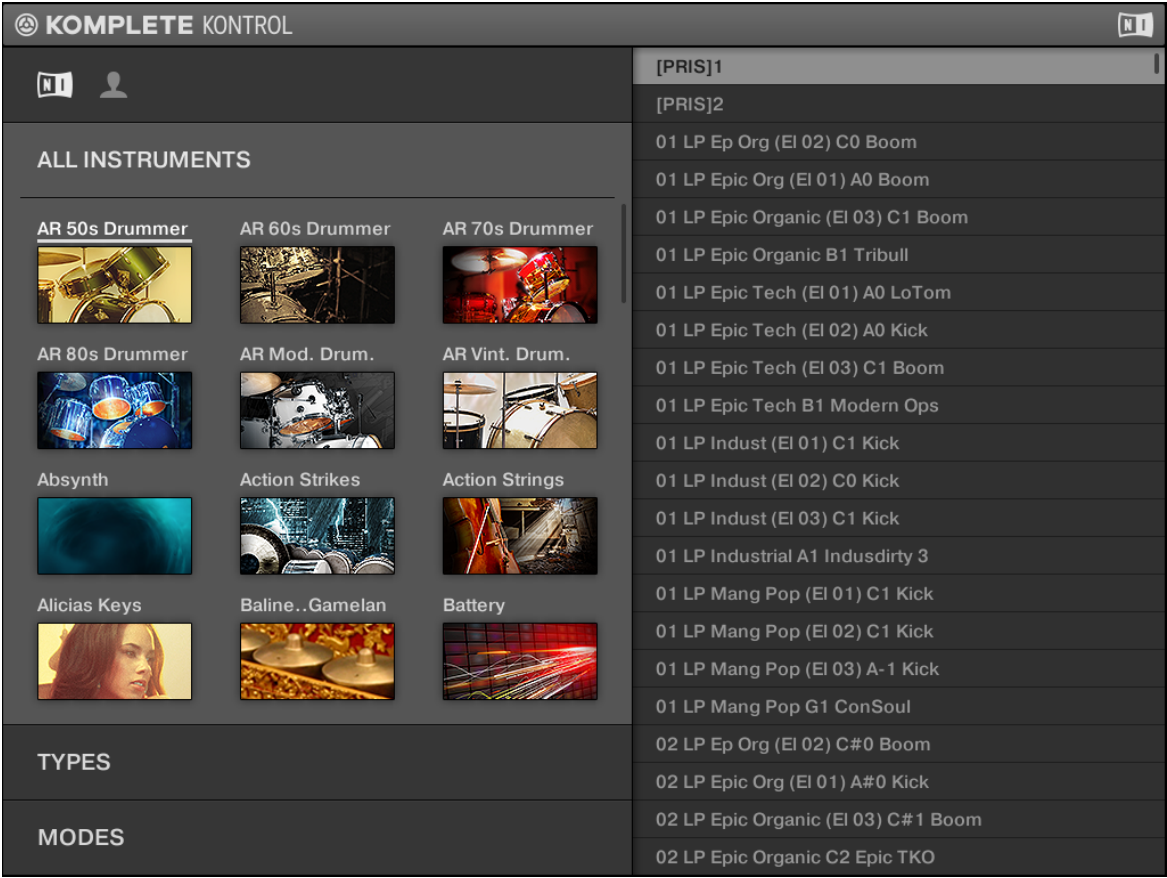 KOMPLETE KONTROL
NI
NI
ALL INSTRUMENTS
AR 50s Drummer
AR 60s Drummer
AR 70s Drummer
AR 80s Drummer
AR Mod. Drum.
AR Vint. Drum.
Absynth
Action Strikes
Action Strings
Alicias Keys
Baline..Gamelan
Battery
TYPES
MODES
[PRIS]1
[PRIS]2
01 LP Ep Org (El 02) C0 Boom
01 LP Epic Org (El 01) A0 Boom
01 LP Epic Organic (El 03) C1 Boom
01 LP Epic Organic B1 Tribull
01 LP Epic Tech (El 01) A0 LoTom
01 LP Epic Tech (El 02) A0 Kick
01 LP Epic Tech (El 03) C1 Boom
01 LP Epic Tech B1 Modern Ops
01 LP Indust (El 01) C1 Kick
01 LP Indust (El 02) C0 Kick
01 LP Indust (El 03) C1 Kick
01 LP Industrial A1 Indusdirty 3
01 LP Mang Pop (El 01) C1 Kick
01 LP Mang Pop (El 02) C1 Kick
01 LP Mang Pop (El 03) A-1 Kick
01 LP Mang Pop G1 ConSoul
02 LP Ep Org (El 02) C#0 Boom
02 LP Epic Org (El 01) A#0 Kick
02 LP Epic Organic (El 03) C#1 Boom
02 LP Epic Organic C2 Epic TKO